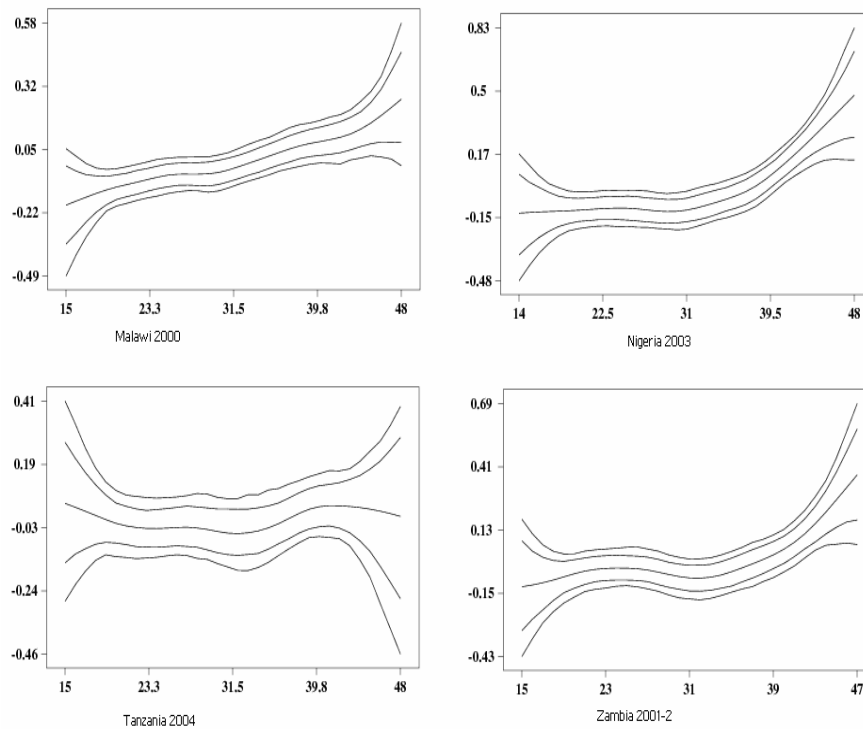 0.58
0.32
0.05
-0.22
-0.49
15 23.3 31.5 39.8 48
Malawi 2000
0.83
0.5
0.17
-0.15
-0.48
14 22.5 31 39.5 48
Nigeria 2003
0.41
0.19
-0.03
-0.24
-0.46
15 23.3 31.5 39.8 48
Tanzania 2004
0.69
0.41
0.13
-0.15
-0.43
15 23 31 39 47
Zambia 2001-2